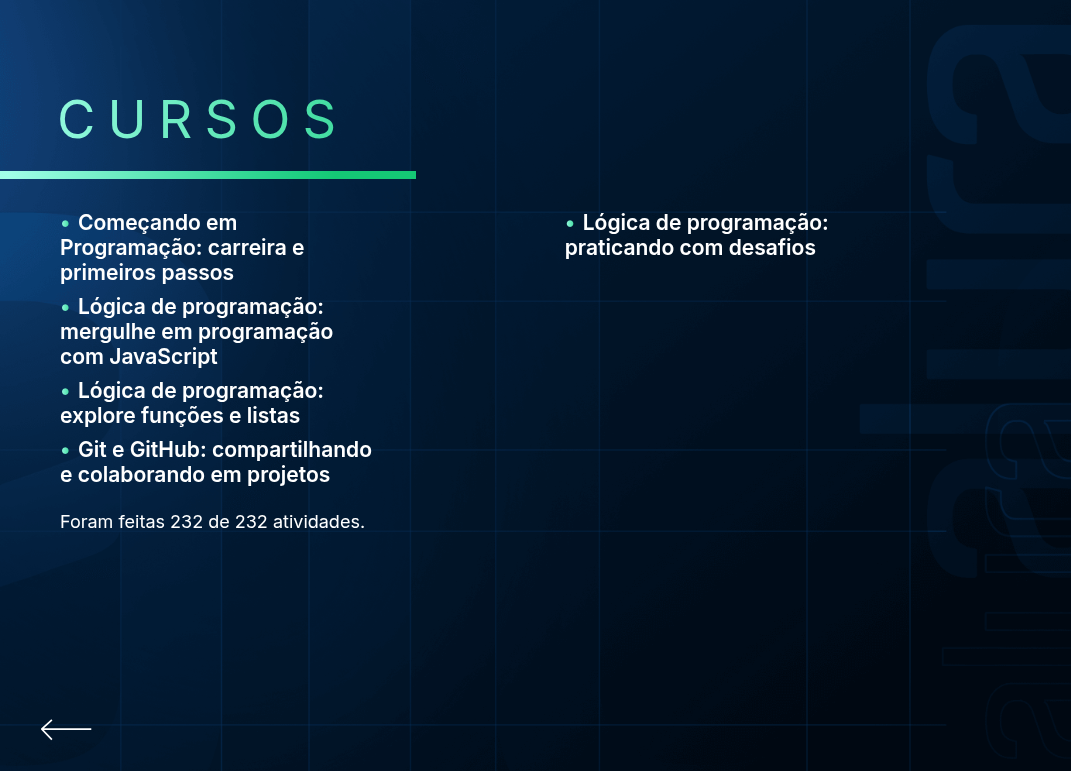 CURSOS
• Começando em
Programação: carreira e
primeiros passos
• Lógica de programação:
mergulhe em programação
com JavaScript
• Lógica de programação:
explore funções e listas
• Git e GitHub: compartilhando
e colaborando em projetos
• Lógica de programação:
praticando com desafios
Foram feitas 232 de 232 atividades.
alura
alura